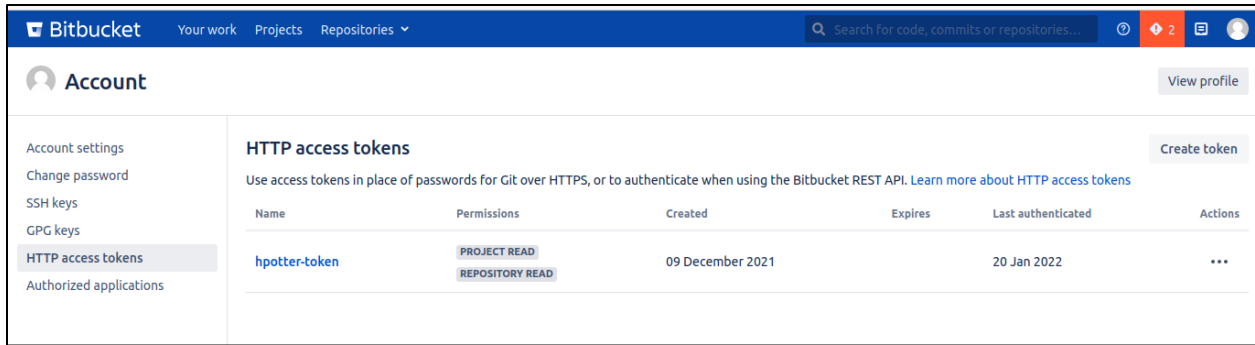 Bitbucket Your work Projects Repositories Search for code, commits or repositories... 2
Account View profile
Account settings
Change password
SSH keys
GPG keys
HTTP access tokens
Authorized applications
HTTP access tokens Create token
Use access tokens in place of passwords for Git over HTTPS, or to authenticate when using the Bitbucket REST API. Learn more about HTTP access tokens
Name Permissions Created Expires Last authenticated Actions
hpotter-token PROJECT READ 09 December 2021 20 Jan 2022
REPOSITORY READ